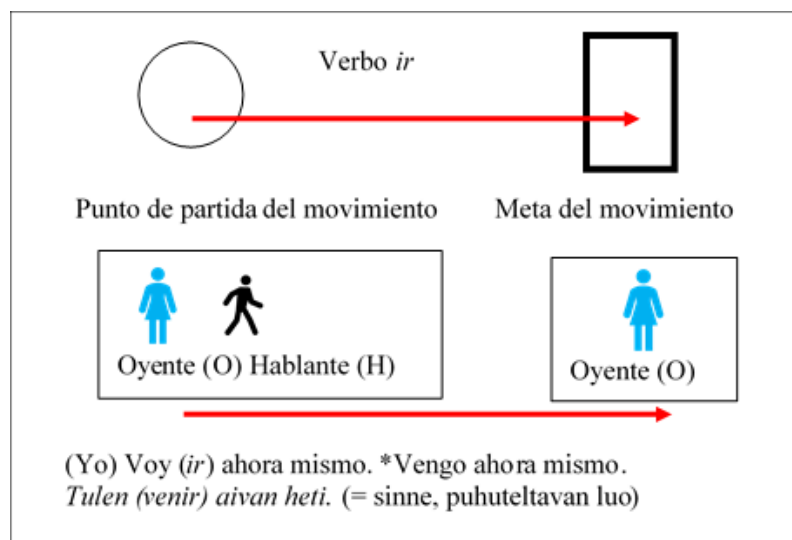 Verbo ir
Punto de partida del movimiento
Meta del movimiento
Oyente (O) Hablante (H)
Oyente (O)
(Yo) Voy (ir) ahora mismo. *Vengo ahora mismo.
Tulen (venir) aivan heti. (= sinne, puhuteltavan luo)